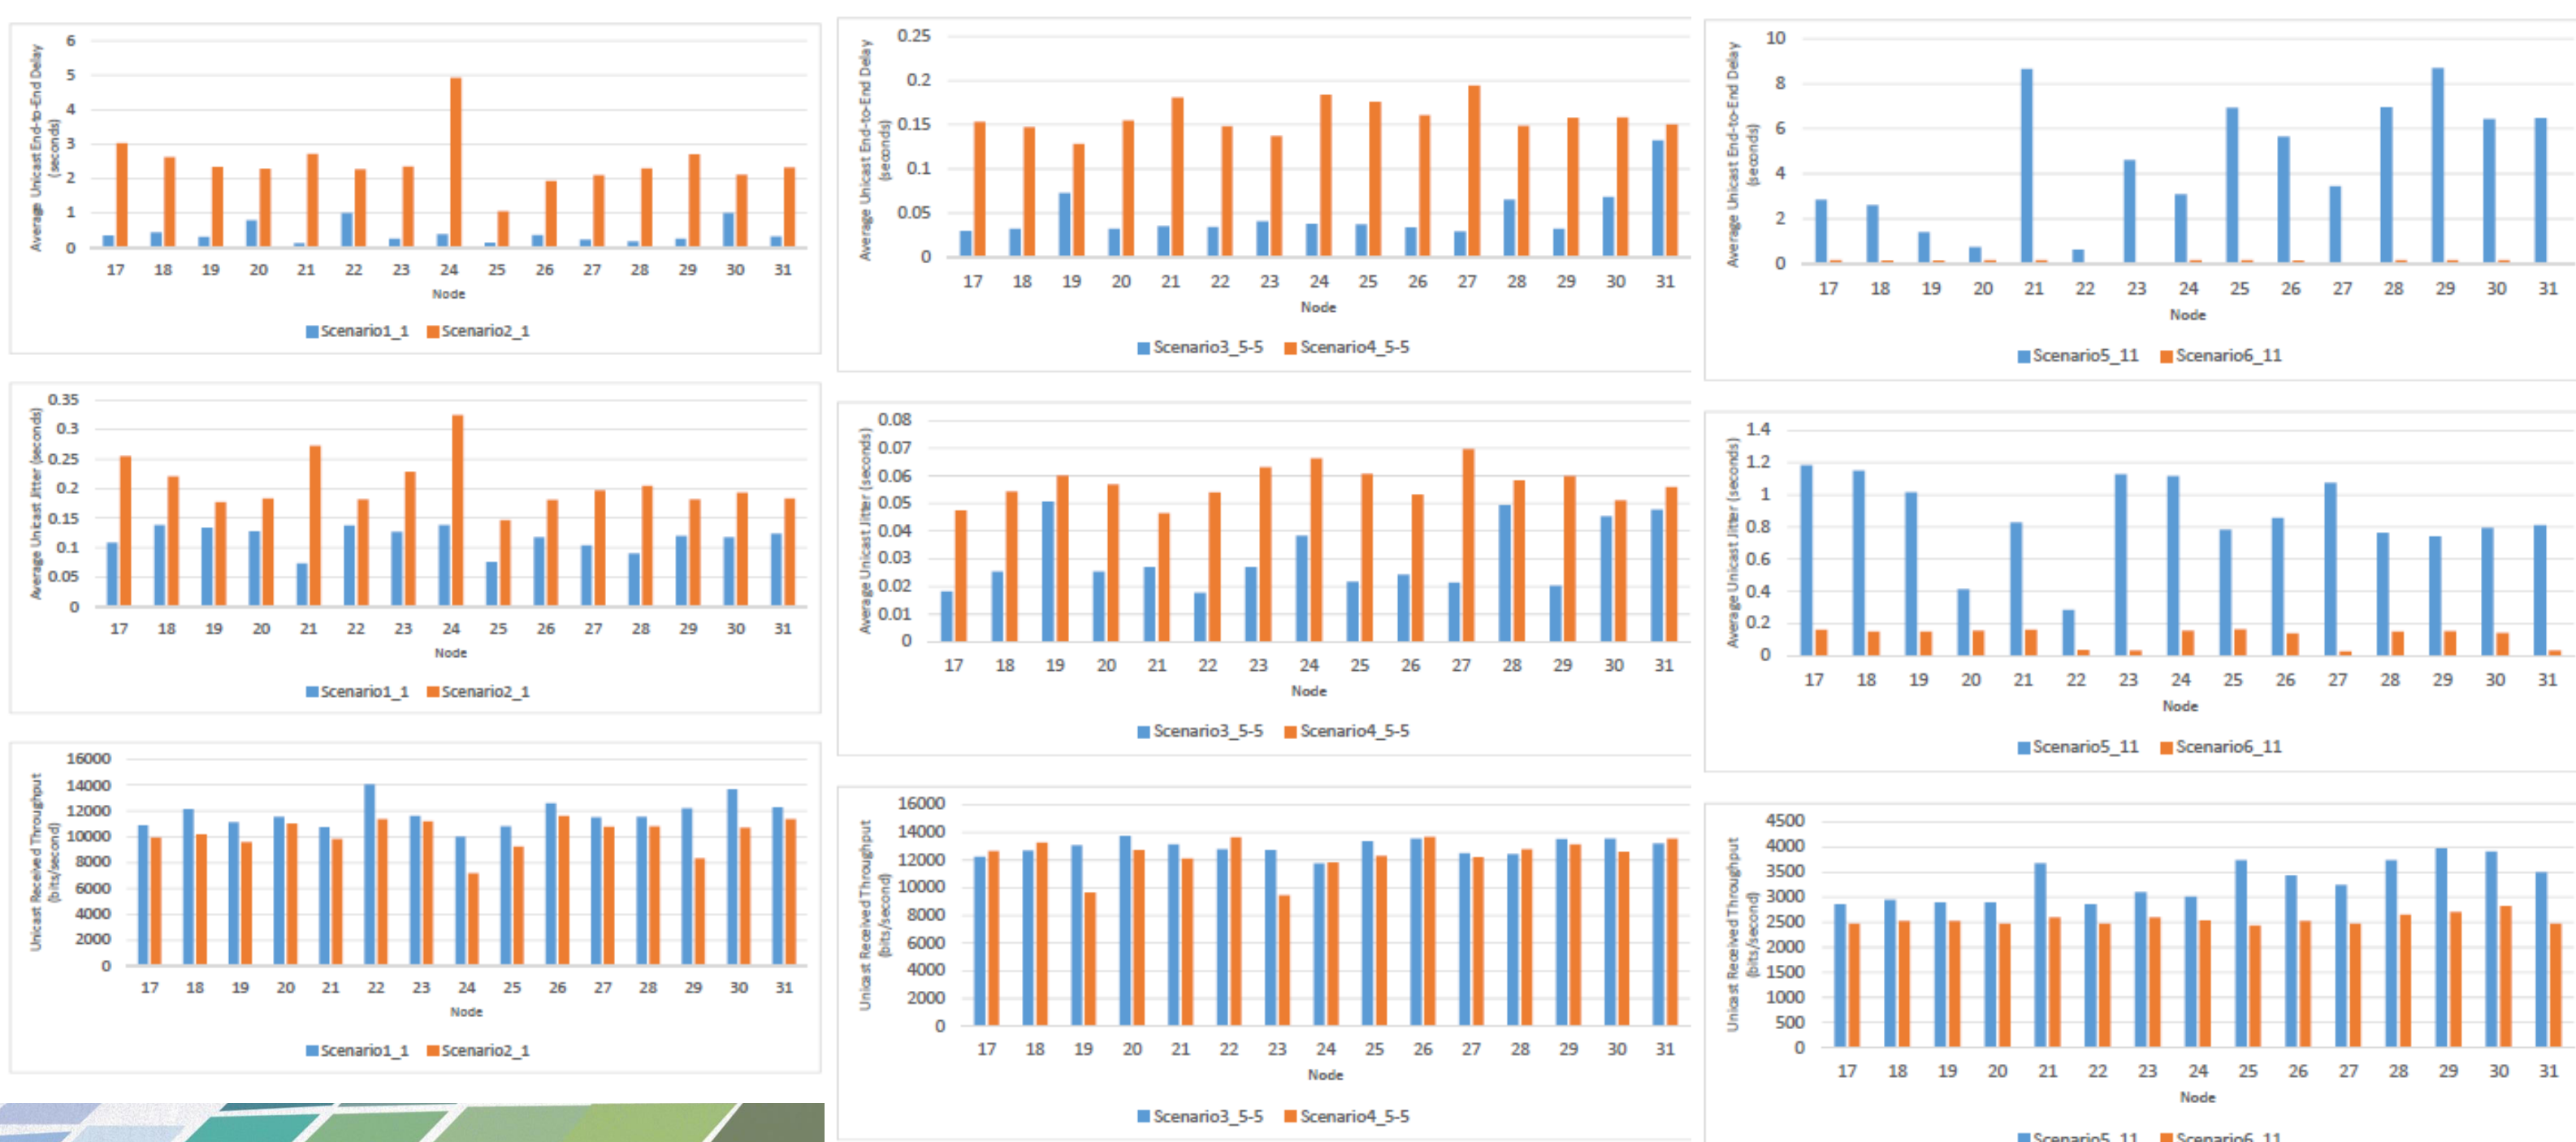 Average Unicast End-to-End Delay
(seconds)
6
5
4
3
2
1
0
17 18 19 20 21 22 23 24 25 26 27 28 29 30 31
Node
Scenario1_1 Scenario2_1
Average Unicast Jitter (seconds)
0.35
0.3
0.25
0.2
0.15
0.1
0.05
0
17 18 19 20 21 22 23 24 25 26 27 28 29 30 31
Node
Scenario1_1 Scenario2_1
Unicast Received Throughput
(bits/second)
16000
14000
12000
10000
8000
6000
4000
2000
0
17 18 19 20 21 22 23 24 25 26 27 28 29 30 31
Node
Scenario1_1 Scenario2_1
Average Unicast End-to-End Delay
(seconds)
0.25
0.2
0.15
0.1
0.05
0
17 18 19 20 21 22 23 24 25 26 27 28 29 30 31
Node
Scenario3_5-5 Scenario4_5-5
Average Unicast Jitter (seconds)
0.08
0.07
0.06
0.05
0.04
0.03
0.02
0.01
0
17 18 19 20 21 22 23 24 25 26 27 28 29 30 31
Node
Scenario3_5-5 Scenario4_5-5
Unicast Received Throughput
(bits/second)
16000
14000
12000
10000
8000
6000
4000
2000
0
17 18 19 20 21 22 23 24 25 26 27 28 29 30 31
Node
Scenario3_5-5 Scenario4_5-5
Average Unicast End-to-End Delay
(seconds)
10
8
6
4
2
0
17 18 19 20 21 22 23 24 25 26 27 28 29 30 31
Node
Scenario5_11 Scenario6_11
Average Unicast Jitter (seconds)
1.4
1.2
1
0.8
0.6
0.4
0.2
0
17 18 19 20 21 22 23 24 25 26 27 28 29 30 31
Node
Scenario5_11 Scenario6_11
Unicast Received Throughput
(bits/second)
4500
4000
3500
3000
2500
2000
1500
1000
500
0
17 18 19 20 21 22 23 24 25 26 27 28 29 30 31
Node
Scenario5_11 Scenario6_11